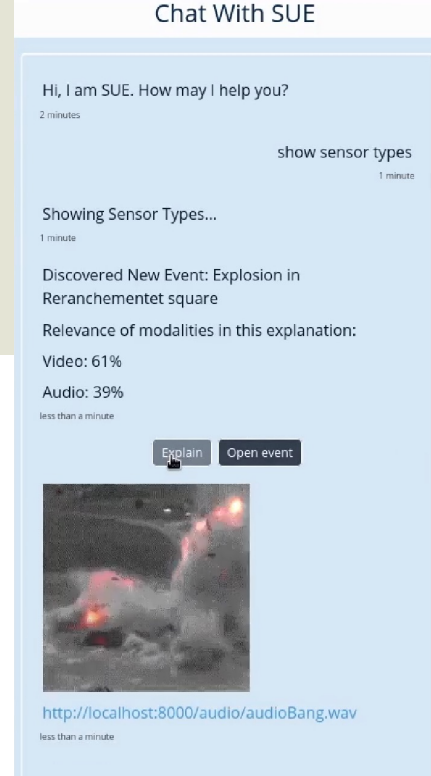 Chat With SUE
Hi, I am SUE. How may I help you?
2 minutes
show sensor types
1 minute
Showing Sensor Types...
1 minute
Discovered New Event: Explosion in
Reranchementet square
Relevance of modalities in this explanation:
Video: 61%
Audio: 39%
less than a minute
Explain
Open event
http://localhost:8000/audio/audioBang.wav
less than a minute